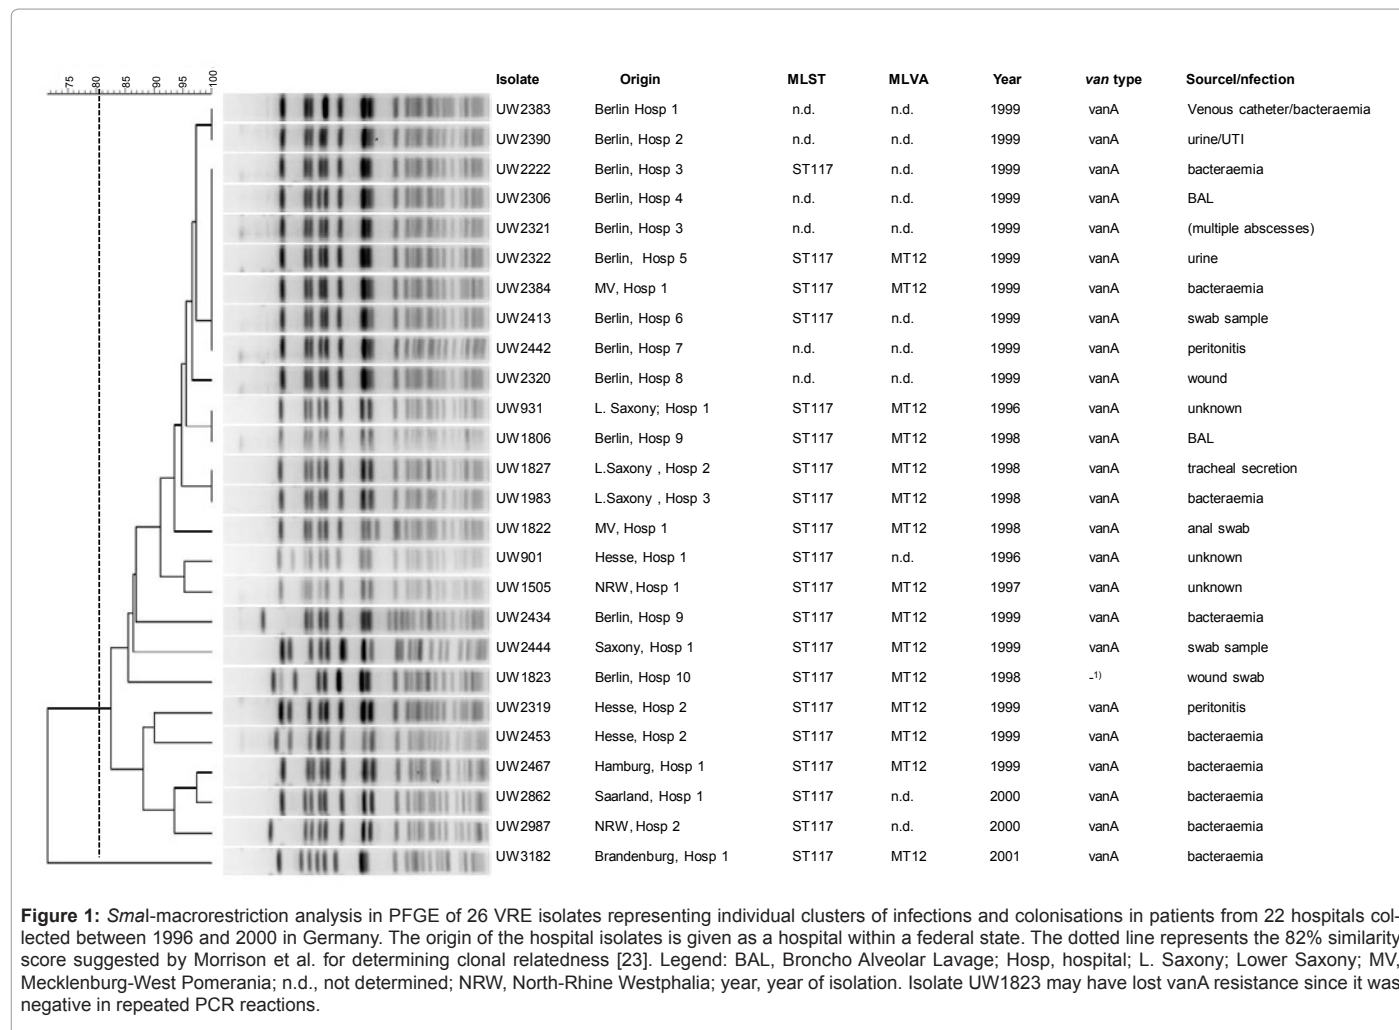 75 80 85 90 95 100
Isolate Origin MLST MLVA Year van type Sourcel/nfection
UW2383 Berlin Hosp 1 n.d. n.d. 1999 vanA Venous catheter/bacteraemia
UW2390 Berlin, Hosp 2 n.d. n.d. 1999 vanA urine/UTI
UW2222 Berlin, Hosp 3 ST117 n.d. 1999 vanA bacteraemia
UW2306 Berlin, Hosp 4 n.d. n.d. 1999 vanA BAL
UW2321 Berlin, Hosp 3 n.d. n.d. 1999 vanA (multiple abscesses)
UW2322 Berlin, Hosp 5 ST117 MT12 1999 vanA urine
UW2384 MV, Hosp 1 ST117 MT12 1999 vanA bacteraemia
UW2413 Berlin, Hosp 6 ST117 n.d. 1999 vanA swab sample
UW2442 Berlin, Hosp 7 n.d. n.d. 1999 vanA peritonitis
UW2320 Berlin, Hosp 8 n.d. n.d. 1999 vanA wound
UW931 L. Saxony; Hosp 1 ST117 MT12 1996 vanA unknown
UW1806 Berlin, Hosp 9 ST117 MT12 1998 vanA BAL
UW1827 L.Saxony , Hosp 2 ST117 MT12 1998 vanA tracheal secretion
UW1983 L.Saxony , Hosp 3 ST117 MT12 1998 vanA bacteraemia
UW1822 MV, Hosp 1 ST117 MT12 1998 vanA anal swab
UW901 Hesse, Hosp 1 ST117 n.d. 1996 vanA unknown
UW1505 NRW, Hosp 1 ST117 MT12 1997 vanA unknown
UW2434 Berlin, Hosp 9 ST117 MT12 1999 vanA bacteraemia
UW2444 Saxony, Hosp 1 ST117 MT12 1999 vanA swab sample
UW1823 Berlin, Hosp 10 ST117 MT12 1998 -1) wound swab
UW2319 Hesse, Hosp 2 ST117 MT12 1999 vanA peritonitis
UW2453 Hesse, Hosp 2 ST117 MT12 1999 vanA bacteraemia
UW2467 Hamburg, Hosp 1 ST117 MT12 1999 vanA bacteraemia
UW2862 Saarland, Hosp 1 ST117 n.d. 2000 vanA bacteraemia
UW2987 NRW, Hosp 2 ST117 n.d. 2000 vanA bacteraemia
UW3182 Brandenburg, Hosp 1 ST117 MT12 2001 vanA bacteraemia
Figure 1: SmaI-macrorestriction analysis in PFGE of 26 VRE isolates representing individual clusters of infections and colonisations in patients from 22 hospitals col-
lected between 1996 and 2000 in Germany. The origin of the hospital isolates is given as a hospital within a federal state. The dotted line represents the 82% similarity
score suggested by Morrison et al. for determining clonal relatedness [23]. Legend: BAL, Broncho Alveolar Lavage; Hosp, hospital; L. Saxony; Lower Saxony; MV,
Mecklenburg-West Pomerania; n.d., not determined; NRW, North-Rhine Westphalia; year, year of isolation. Isolate UW1823 may have lost vanA resistance since it was
negative in repeated PCR reactions.